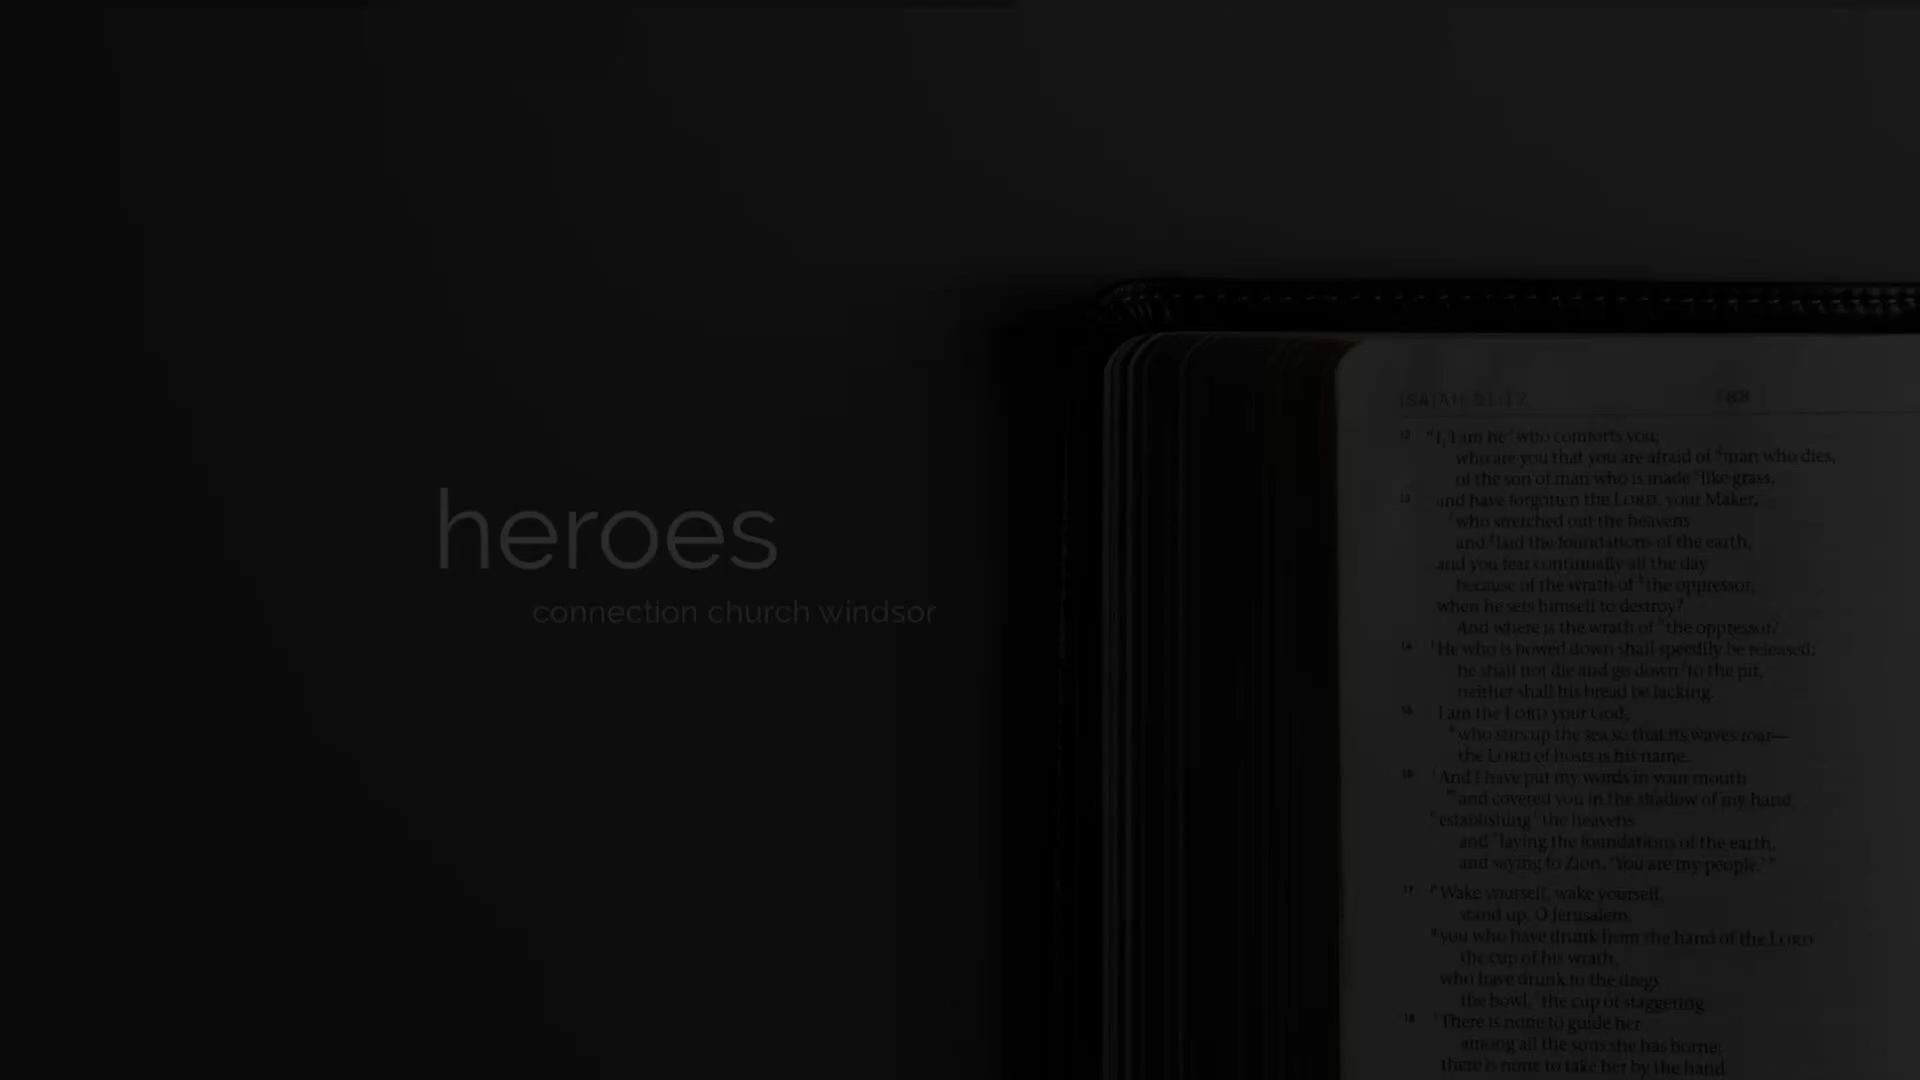 heroes
connection church windsor
ISAIAH 51:12
12 "I, I am he who comforts you;
who are you that you are afraid of man who dies,
of the son of man who is made like grass,
13 and have forgotten the LORD, your Maker,
who stretched out the heavens
and laid the foundations of the earth,
and you fear continually all the day
because of the wrath of the oppressor,
when he sets himself to destroy?
And where is the wrath of the oppressor?
14 He who is bowed down shall speedily be released;
he shall not die and go down to the pit,
neither shall his bread be lacking.
15 I am the LORD your God,
who stirs up the sea so that its waves roar—
the LORD of hosts is his name.
16 And I have put my words in your mouth
and covered you in the shadow of my hand,
establishing the heavens
and laying the foundations of the earth,
and saying to Zion, 'You are my people.'"
17 Wake yourself, wake yourself,
stand up, O Jerusalem,
you who have drunk from the hand of the LORD
the cup of his wrath,
who have drunk to the dregs
the bowl, the cup of staggering.
18 There is none to guide her
among all the sons she has borne;
there is none to take her by the hand